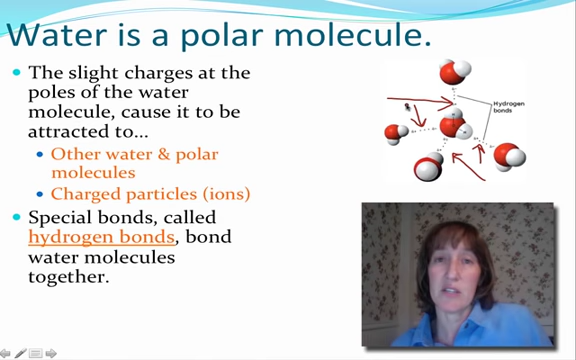 Water is a polar molecule.
The slight charges at the
poles of the water
molecule, cause it to be
attracted to...
Other water & polar
molecules
Charged particles (ions)
Special bonds, called
hydrogen bonds, bond
water molecules
together.
Hydrogen
bonds